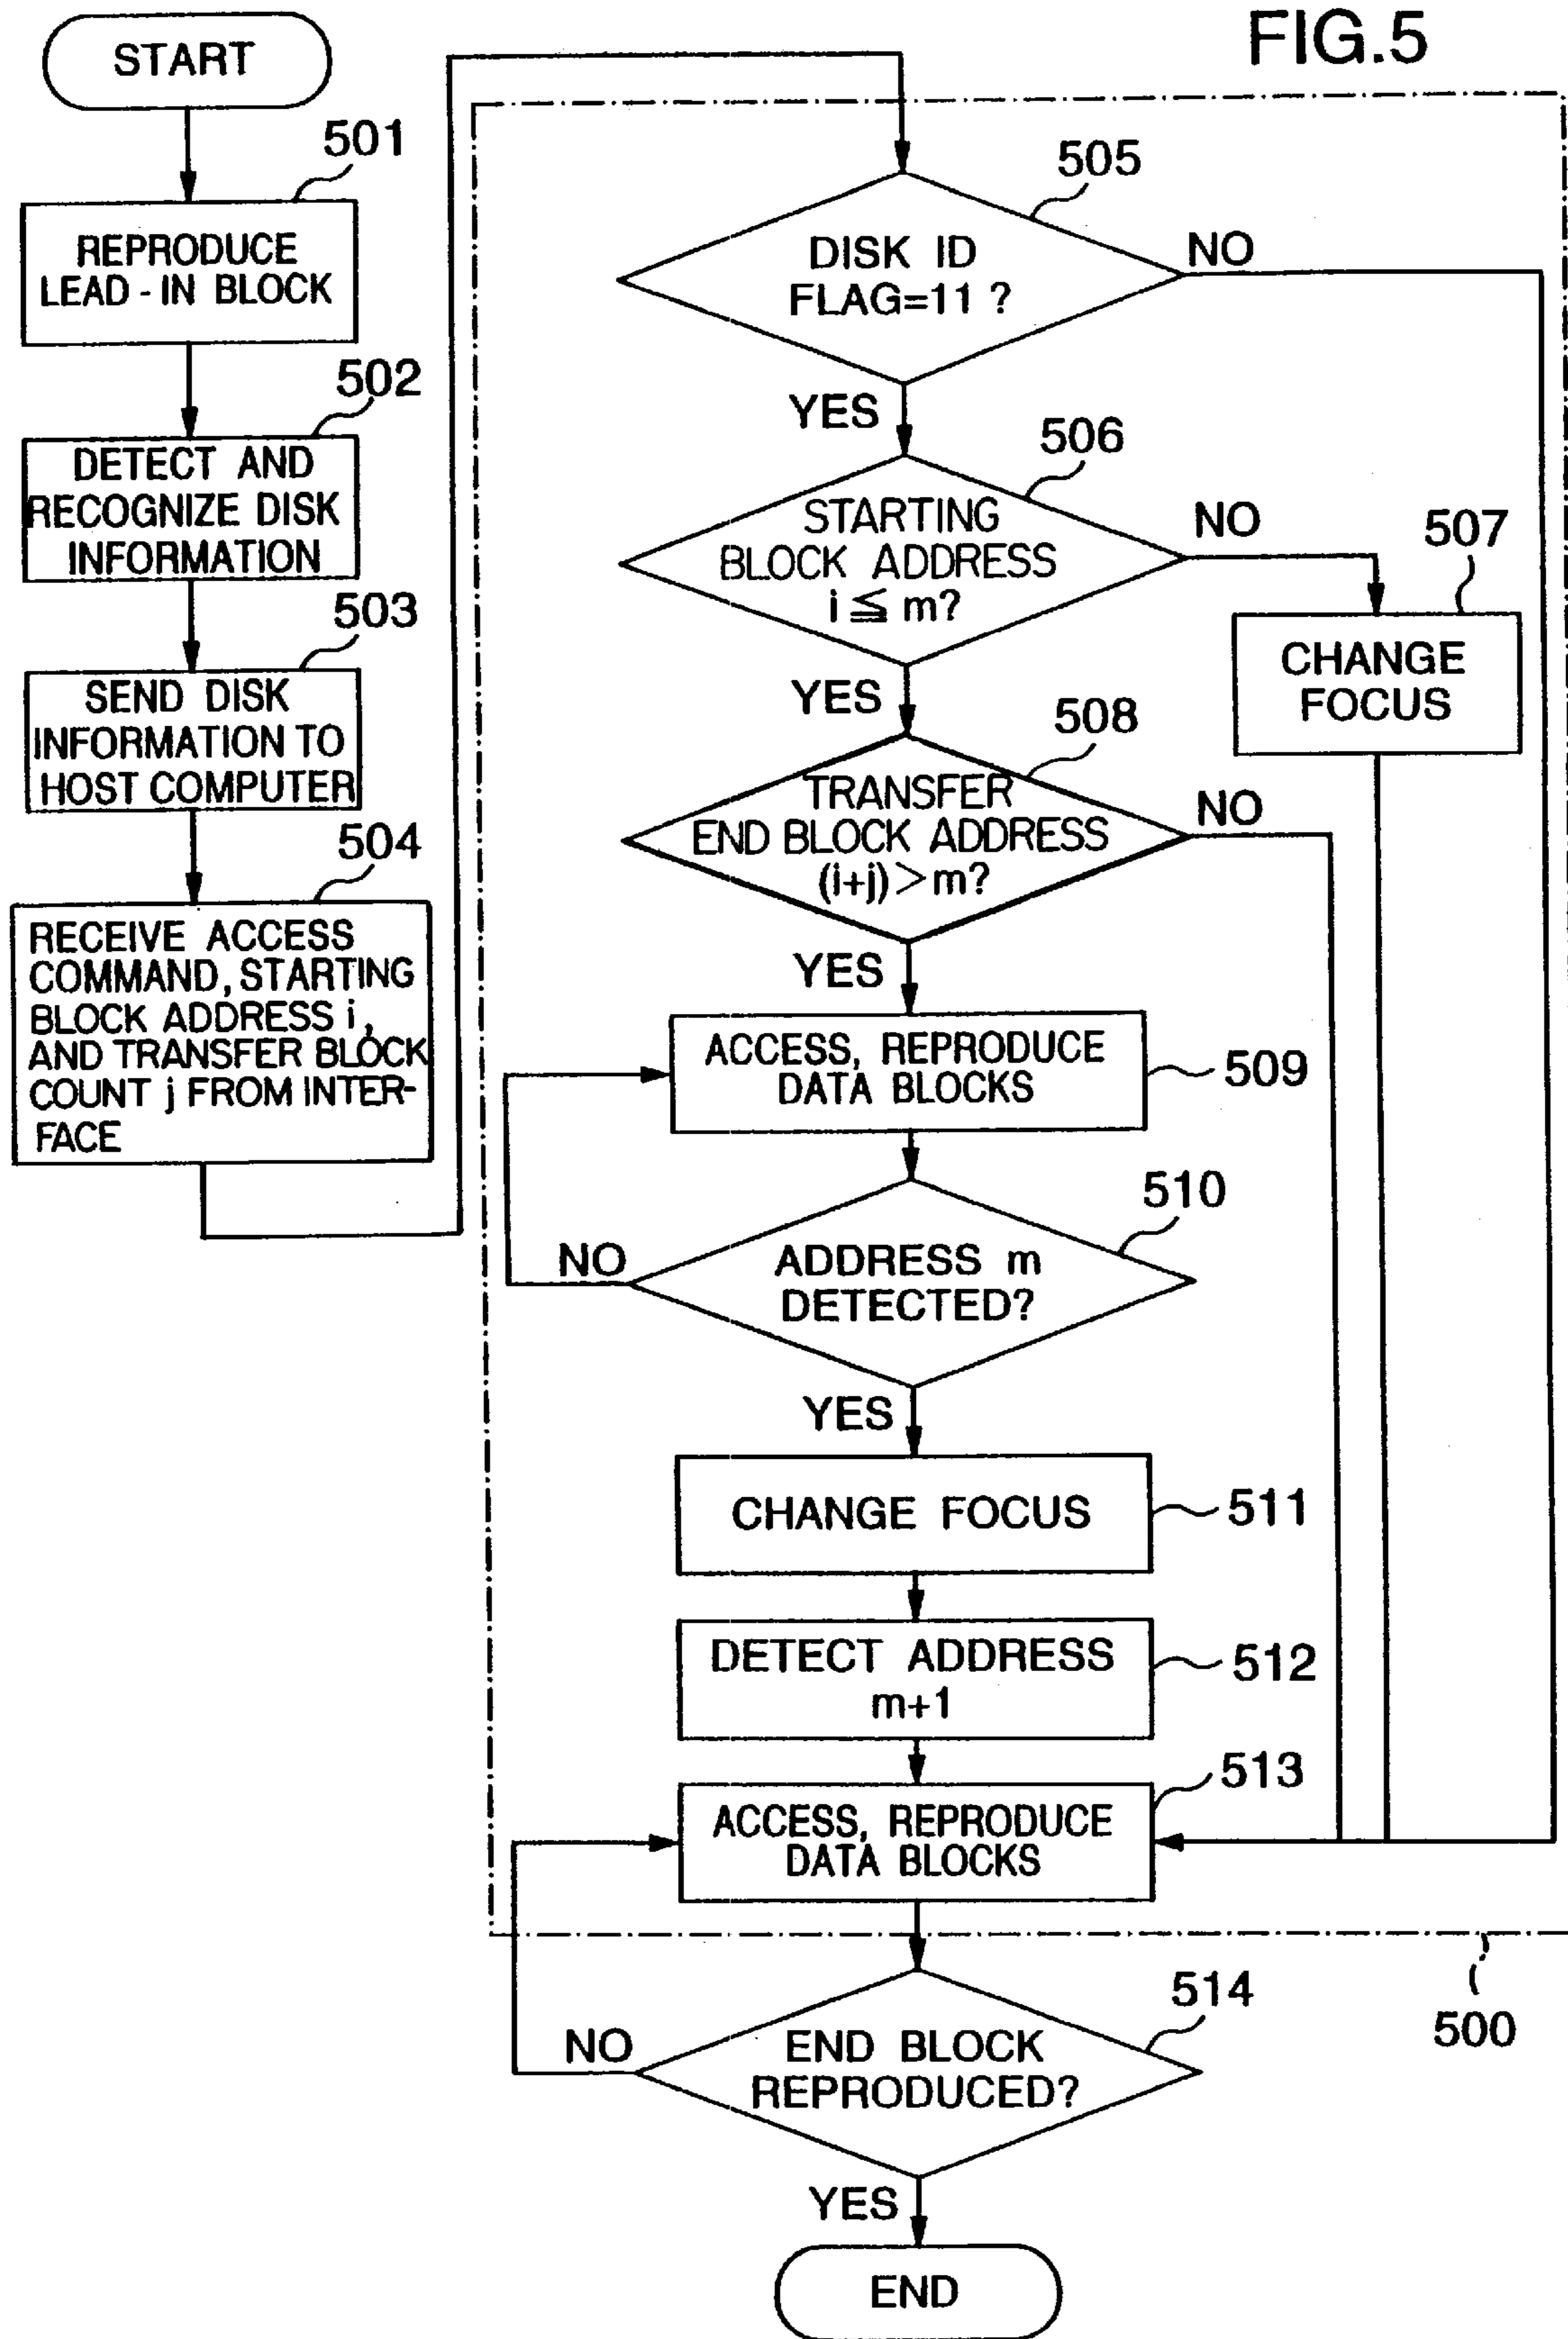 FIG.5
START
501
REPRODUCE
LEAD-IN BLOCK
502
DETECT AND
RECOGNIZE DISK
INFORMATION
503
SEND DISK
INFORMATION TO
HOST COMPUTER
504
RECEIVE ACCESS
COMMAND, STARTING
BLOCK ADDRESS i,
AND TRANSFER BLOCK
COUNT j FROM INTER-
FACE
505
DISK ID
FLAG=11 ?
NO
YES
506
STARTING
BLOCK ADDRESS
i ≦ m?
NO
507
CHANGE
FOCUS
YES
508
TRANSFER
END BLOCK ADDRESS
(i+j) > m?
NO
YES
ACCESS, REPRODUCE
DATA BLOCKS
509
510
ADDRESS m
DETECTED?
NO
YES
CHANGE FOCUS
511
DETECT ADDRESS
m+1
512
513
ACCESS, REPRODUCE
DATA BLOCKS
500
514
END BLOCK
REPRODUCED?
NO
YES
END